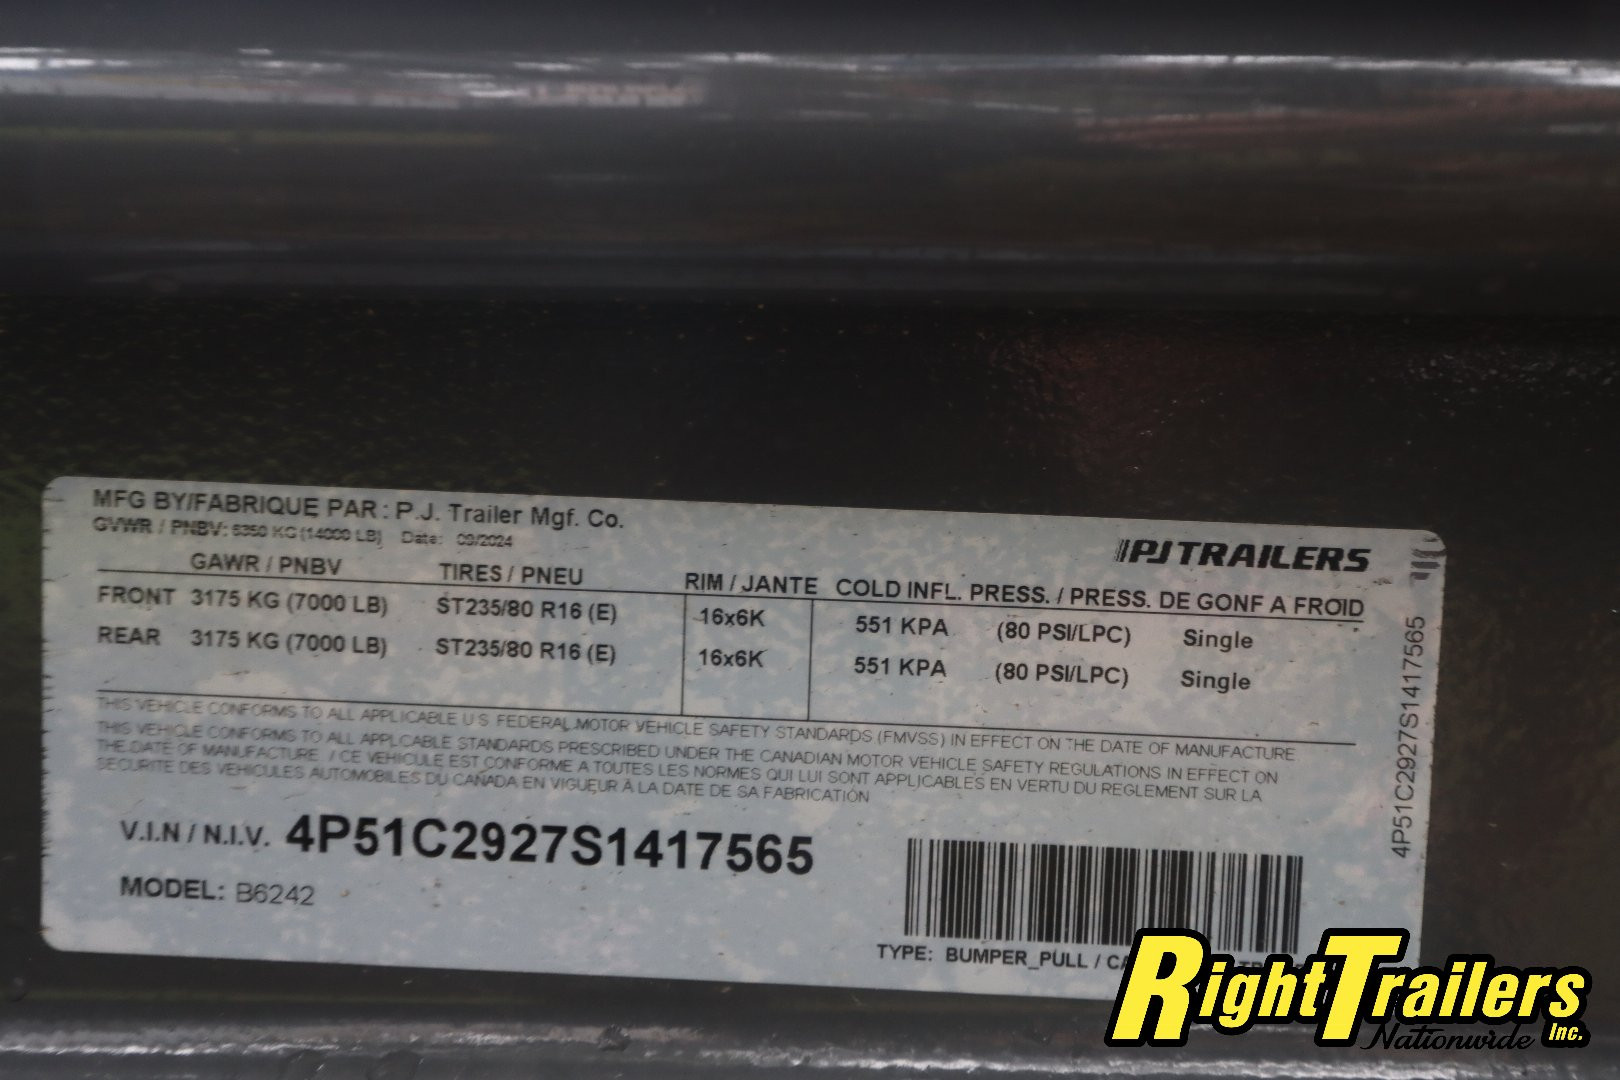 MFG BY/FABRIQUE PAR : P.J. Trailer Mgf. Co.
GVWR / PNBV: 6350 KG (14000 LB) Date: 09/2024
PJTRAILERS
GAWR / PNBV TIRES / PNEU RIM / JANTE COLD INFL. PRESS. / PRESS. DE GONF A FROID
FRONT 3175 KG (7000 LB) ST235/80 R16 (E) 16x6K 551 KPA (80 PSI/LPC) Single
REAR 3175 KG (7000 LB) ST235/80 R16 (E) 16x6K 551 KPA (80 PSI/LPC) Single
THIS VEHICLE CONFORMS TO ALL APPLICABLE U.S. FEDERAL MOTOR VEHICLE SAFETY STANDARDS (FMVSS) IN EFFECT ON THE DATE OF MANUFACTURE
THIS VEHICLE CONFORMS TO ALL APPLCABLE STANDARDS PRESCRIBED UNDER THE CANADIAN MOTOR VEHICLE SAFETY REGULATIONS IN EFFECT ON
THE DATE OF MANUFACTURE. / CE VEHICULE EST CONFORME A TOUTES LES NORMES QUI LUI SONT APPLICABLES EN VERTU DU REGLEMENT SUR LA
SECURITE DES VEHICULES AUTOMOBILES DU CANADA EN VIGUEUR À LA DATE DE SA FABRICATION
V.I.N / N.I.V. 4P51C2927S1417565
MODEL: B6242
TYPE: BUMPER_PULL /
4P51C2927S1417565
RightTrailers
Nationwide Inc.